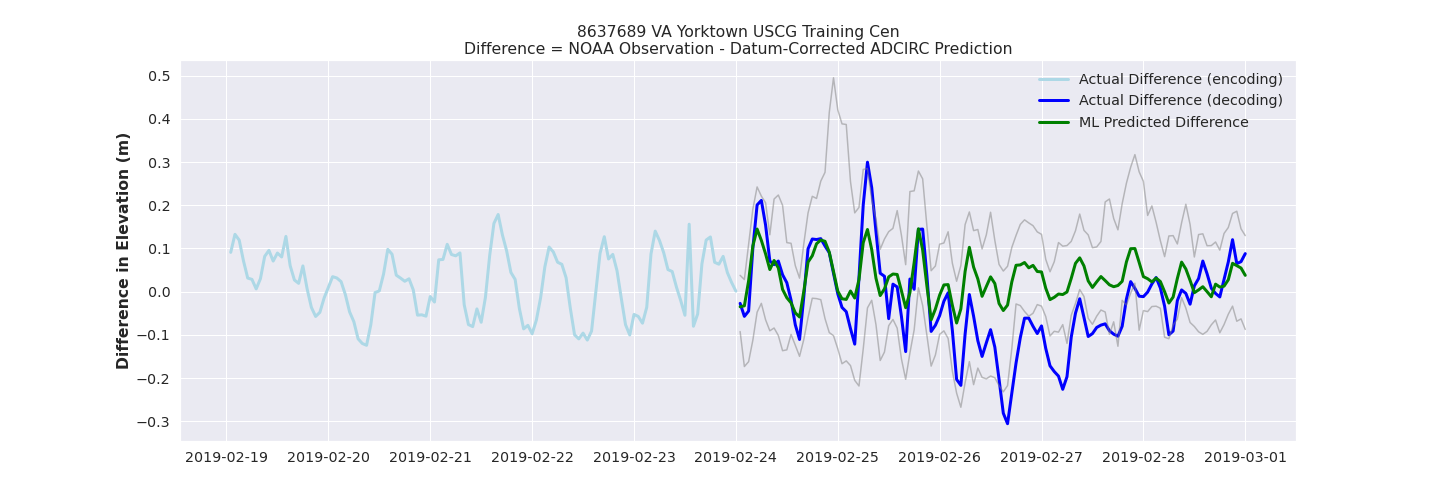 8637689 VA Yorktown USCG Training Cen
Difference = NOAA Observation - Datum-Corrected ADCIRC Prediction
Difference in Elevation (m)
0.5
0.4
0.3
0.2
0.1
0.0
−0.1
−0.2
−0.3
Actual Difference (encoding)
Actual Difference (decoding)
ML Predicted Difference
2019-02-19 2019-02-20 2019-02-21 2019-02-22 2019-02-23 2019-02-24 2019-02-25 2019-02-26 2019-02-27 2019-02-28 2019-03-01